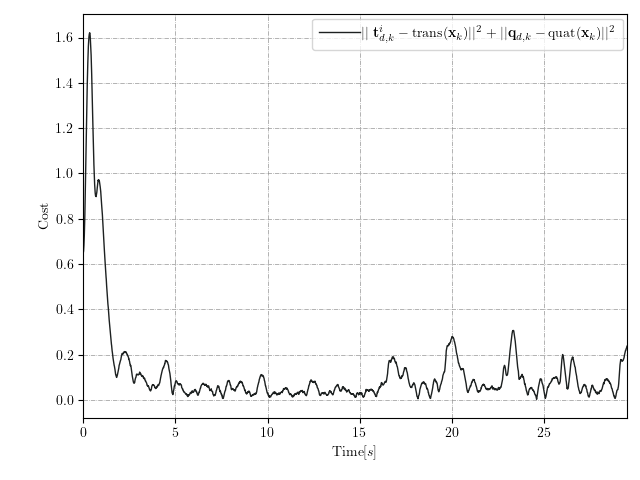 || t^i_{d,k} − trans(x_k)||^2 + ||q_{d,k} − quat(x_k)||^2
1.6
1.4
1.2
1.0
0.8
0.6
0.4
0.2
0.0
Cost
0 5 10 15 20 25
Time[s]